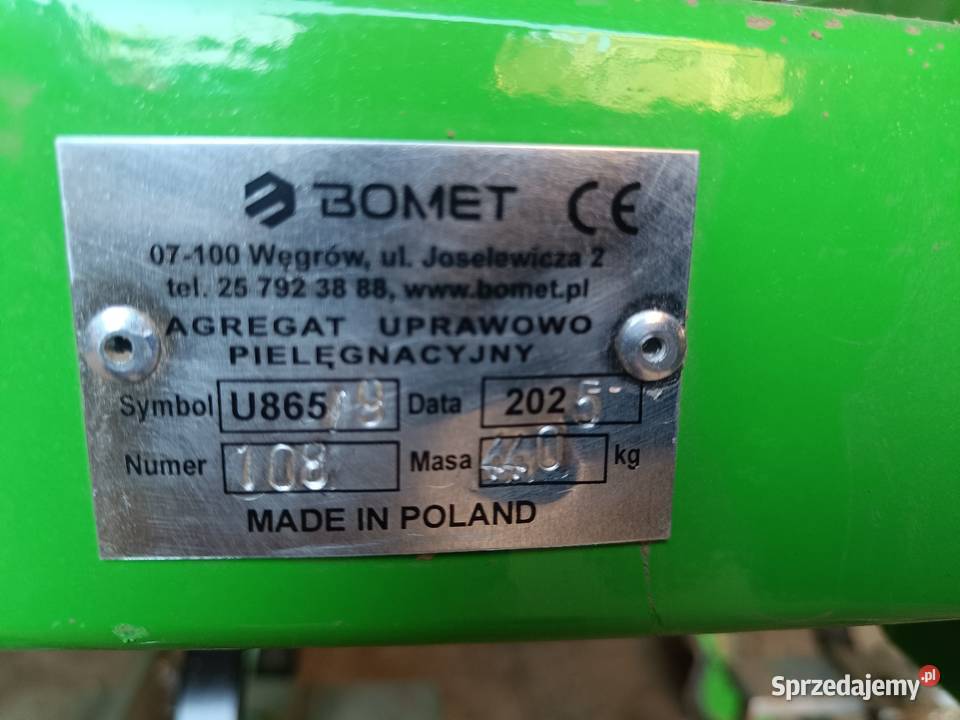 BOMET CE
07-100 Węgrów, ul. Joselewicza 2
tel. 25 792 38 88, www.bomet.pl
AGREGAT UPRAWOWO
PIELĘGNACYJNY
Symbol U865/9 Data 2025
Numer 108 Masa kg
MADE IN POLAND
Sprzedajemy.pl